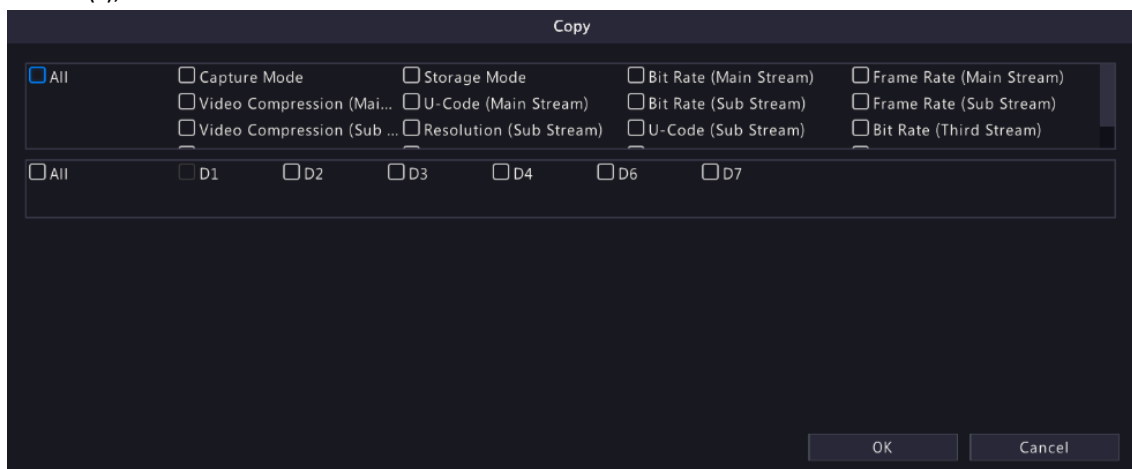 Copy
All Capture Mode Storage Mode Bit Rate (Main Stream) Frame Rate (Main Stream)
Video Compression (Mai... U-Code (Main Stream) Bit Rate (Sub Stream) Frame Rate (Sub Stream)
Video Compression (Sub ... Resolution (Sub Stream) U-Code (Sub Stream) Bit Rate (Third Stream)
All D1 D2 D3 D4 D6 D7
OK Cancel